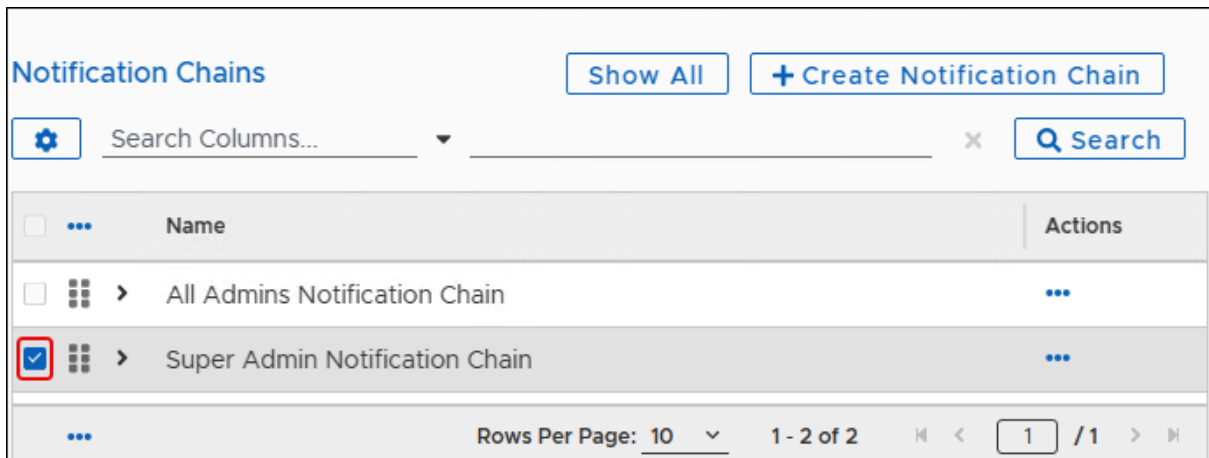 Notification Chains Show All + Create Notification Chain
Search Columns... Search
Name Actions
All Admins Notification Chain
Super Admin Notification Chain
Rows Per Page: 10 1 - 2 of 2 1 / 1